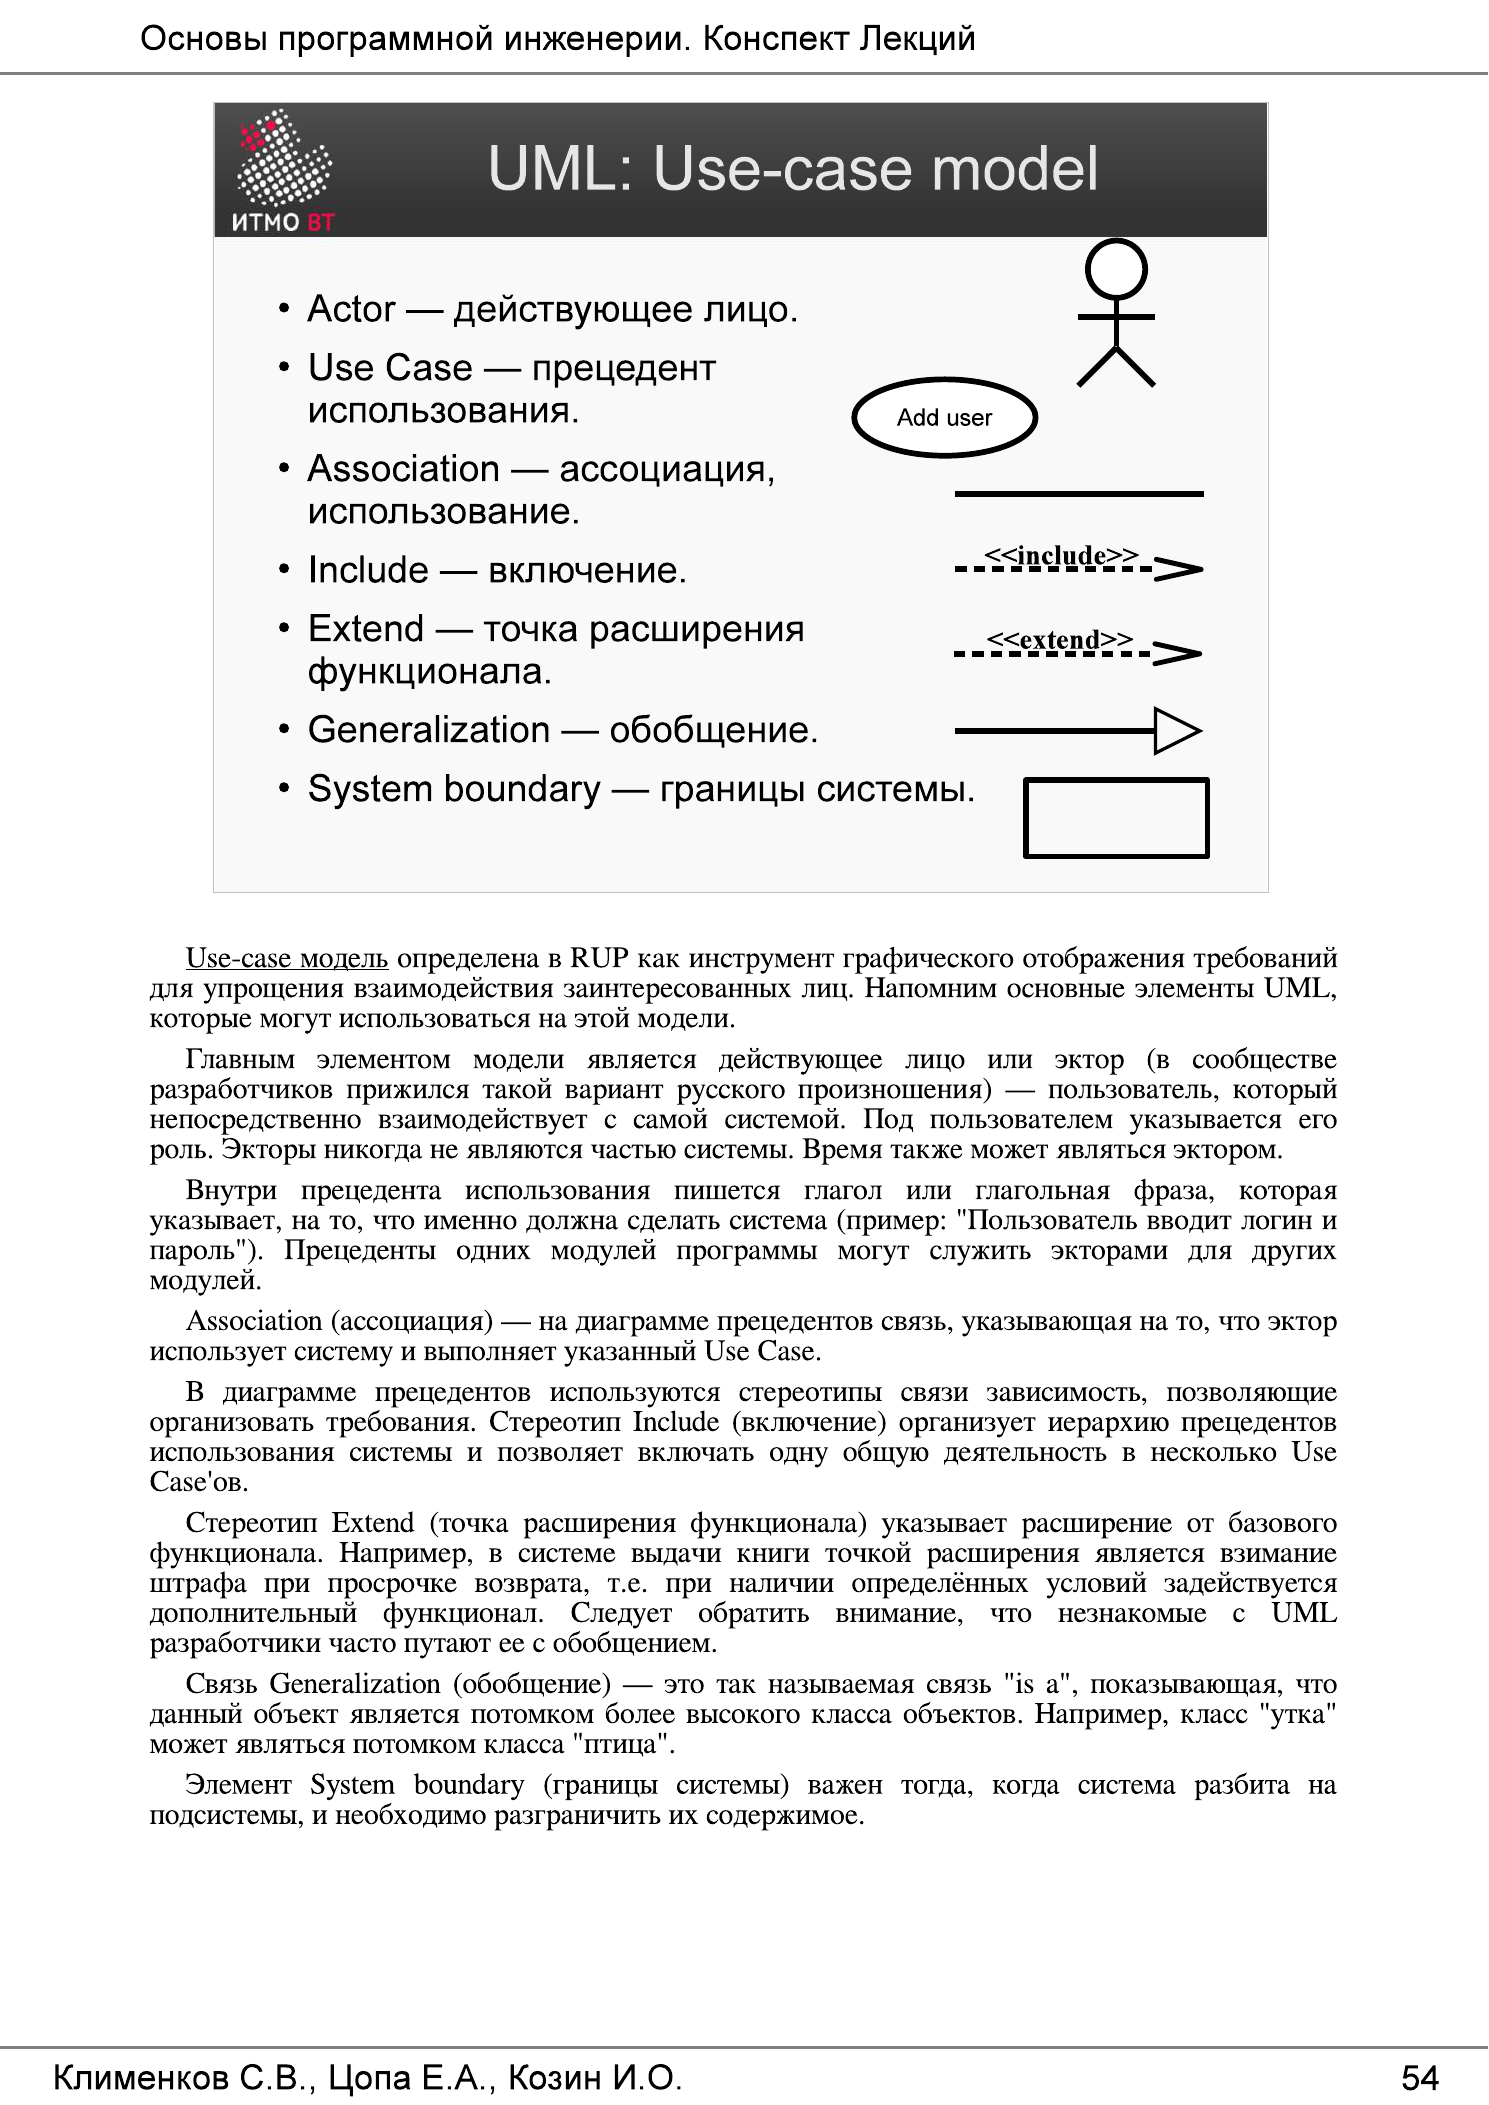 Основы программной инженерии. Конспект Лекций
ИТМО ВТ
UML: Use-case model
• Actor — действующее лицо.
• Use Case — прецедент
использования.
Add user
• Association — ассоциация,
использование.
• Include — включение.
<<include>>
• Extend — точка расширения
функционала.
<<extend>>
• Generalization — обобщение.
• System boundary — границы системы.
Use-case модель определена в RUP как инструмент графического отображения требований
для упрощения взаимодействия заинтересованных лиц. Напомним основные элементы UML,
которые могут использоваться на этой модели.
Главным элементом модели является действующее лицо или эктор (в сообществе
разработчиков прижился такой вариант русского произношения) — пользователь, который
непосредственно взаимодействует с самой системой. Под пользователем указывается его
роль. Экторы никогда не являются частью системы. Время также может являться эктором.
Внутри прецедента использования пишется глагол или глагольная фраза, которая
указывает, на то, что именно должна сделать система (пример: "Пользователь вводит логин и
пароль"). Прецеденты одних модулей программы могут служить экторами для других
модулей.
Association (ассоциация) — на диаграмме прецедентов связь, указывающая на то, что эктор
использует систему и выполняет указанный Use Case.
В диаграмме прецедентов используются стереотипы связи зависимость, позволяющие
организовать требования. Стереотип Include (включение) организует иерархию прецедентов
использования системы и позволяет включать одну общую деятельность в несколько Use
Case'ов.
Стереотип Extend (точка расширения функционала) указывает расширение от базового
функционала. Например, в системе выдачи книги точкой расширения является взимание
штрафа при просрочке возврата, т.е. при наличии определённых условий задействуется
дополнительный функционал. Следует обратить внимание, что незнакомые с UML
разработчики часто путают ее с обобщением.
Связь Generalization (обобщение) — это так называемая связь "is a", показывающая, что
данный объект является потомком более высокого класса объектов. Например, класс "утка"
может являться потомком класса "птица".
Элемент System boundary (границы системы) важен тогда, когда система разбита на
подсистемы, и необходимо разграничить их содержимое.
Клименков С.В., Цопа Е.А., Козин И.О.
54